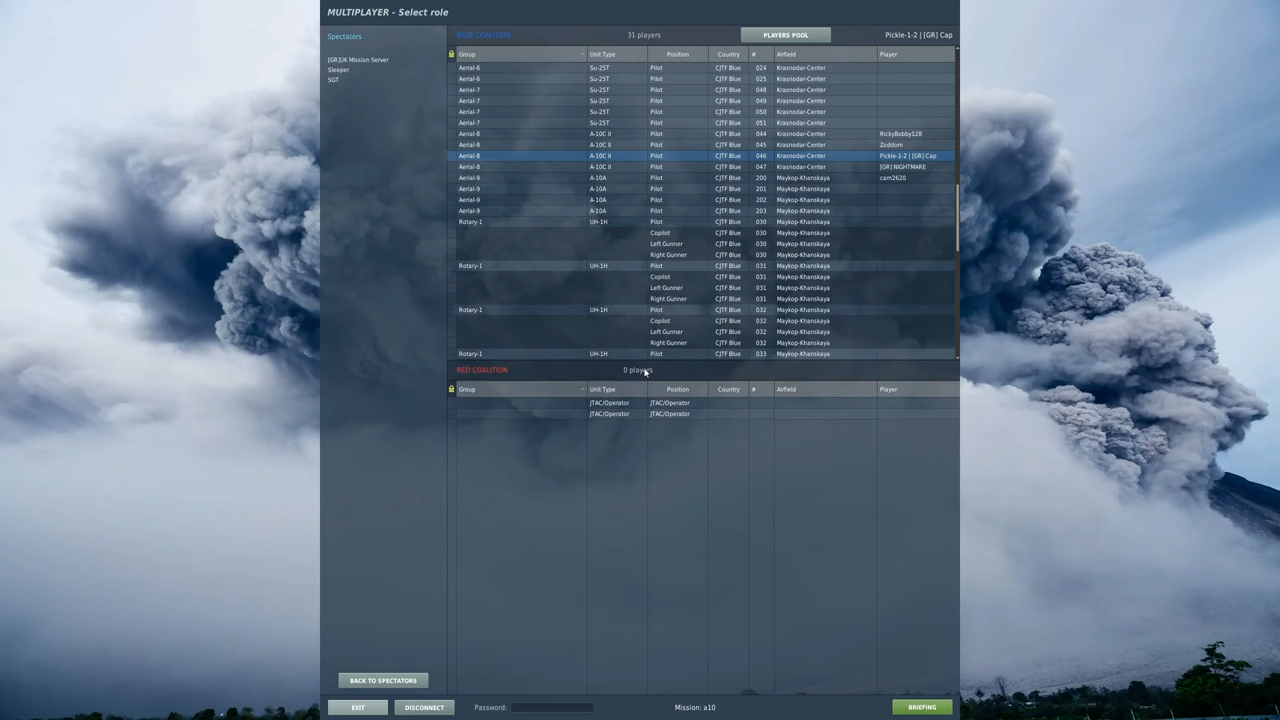 MULTIPLAYER - Select role
Spectators
[GR]UK Mission Server
Sleeper
SGT
BLUE COALITION 31 players PLAYERS POOL Pickle-1-2 | [GR] Cap
Group Unit Type Position Country # Airfield Player
Aerial-6 Su-25T Pilot CJTF Blue 024 Krasnodar-Center
Aerial-6 Su-25T Pilot CJTF Blue 025 Krasnodar-Center
Aerial-7 Su-25T Pilot CJTF Blue 048 Krasnodar-Center
Aerial-7 Su-25T Pilot CJTF Blue 049 Krasnodar-Center
Aerial-7 Su-25T Pilot CJTF Blue 050 Krasnodar-Center
Aerial-7 Su-25T Pilot CJTF Blue 051 Krasnodar-Center
Aerial-8 A-10C II Pilot CJTF Blue 044 Krasnodar-Center RickyBobby128
Aerial-8 A-10C II Pilot CJTF Blue 045 Krasnodar-Center Zoddom
Aerial-8 A-10C II Pilot CJTF Blue 046 Krasnodar-Center Pickle-1-2 | [GR] Cap
Aerial-8 A-10C II Pilot CJTF Blue 047 Krasnodar-Center [GR] NIGHTMARE
Aerial-9 A-10A Pilot CJTF Blue 200 Maykop-Khanskaya cam2620
Aerial-9 A-10A Pilot CJTF Blue 201 Maykop-Khanskaya
Aerial-9 A-10A Pilot CJTF Blue 202 Maykop-Khanskaya
Aerial-9 A-10A Pilot CJTF Blue 203 Maykop-Khanskaya
Rotary-1 UH-1H Pilot CJTF Blue 030 Maykop-Khanskaya
Copilot CJTF Blue 030 Maykop-Khanskaya
Left Gunner CJTF Blue 030 Maykop-Khanskaya
Right Gunner CJTF Blue 030 Maykop-Khanskaya
Rotary-1 UH-1H Pilot CJTF Blue 031 Maykop-Khanskaya
Copilot CJTF Blue 031 Maykop-Khanskaya
Left Gunner CJTF Blue 031 Maykop-Khanskaya
Right Gunner CJTF Blue 031 Maykop-Khanskaya
Rotary-1 UH-1H Pilot CJTF Blue 032 Maykop-Khanskaya
Copilot CJTF Blue 032 Maykop-Khanskaya
Left Gunner CJTF Blue 032 Maykop-Khanskaya
Right Gunner CJTF Blue 032 Maykop-Khanskaya
Rotary-1 UH-1H Pilot CJTF Blue 033 Maykop-Khanskaya
RED COALITION 0 players
Group Unit Type Position Country # Airfield Player
JTAC/Operator JTAC/Operator
JTAC/Operator JTAC/Operator
BACK TO SPECTATORS
EXIT DISCONNECT Password: Mission: a10 BRIEFING